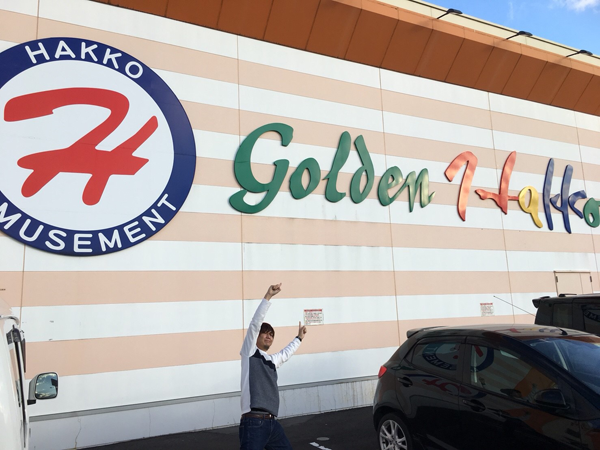 HAKKO
H
AMUSEMENT
Golden Hakko